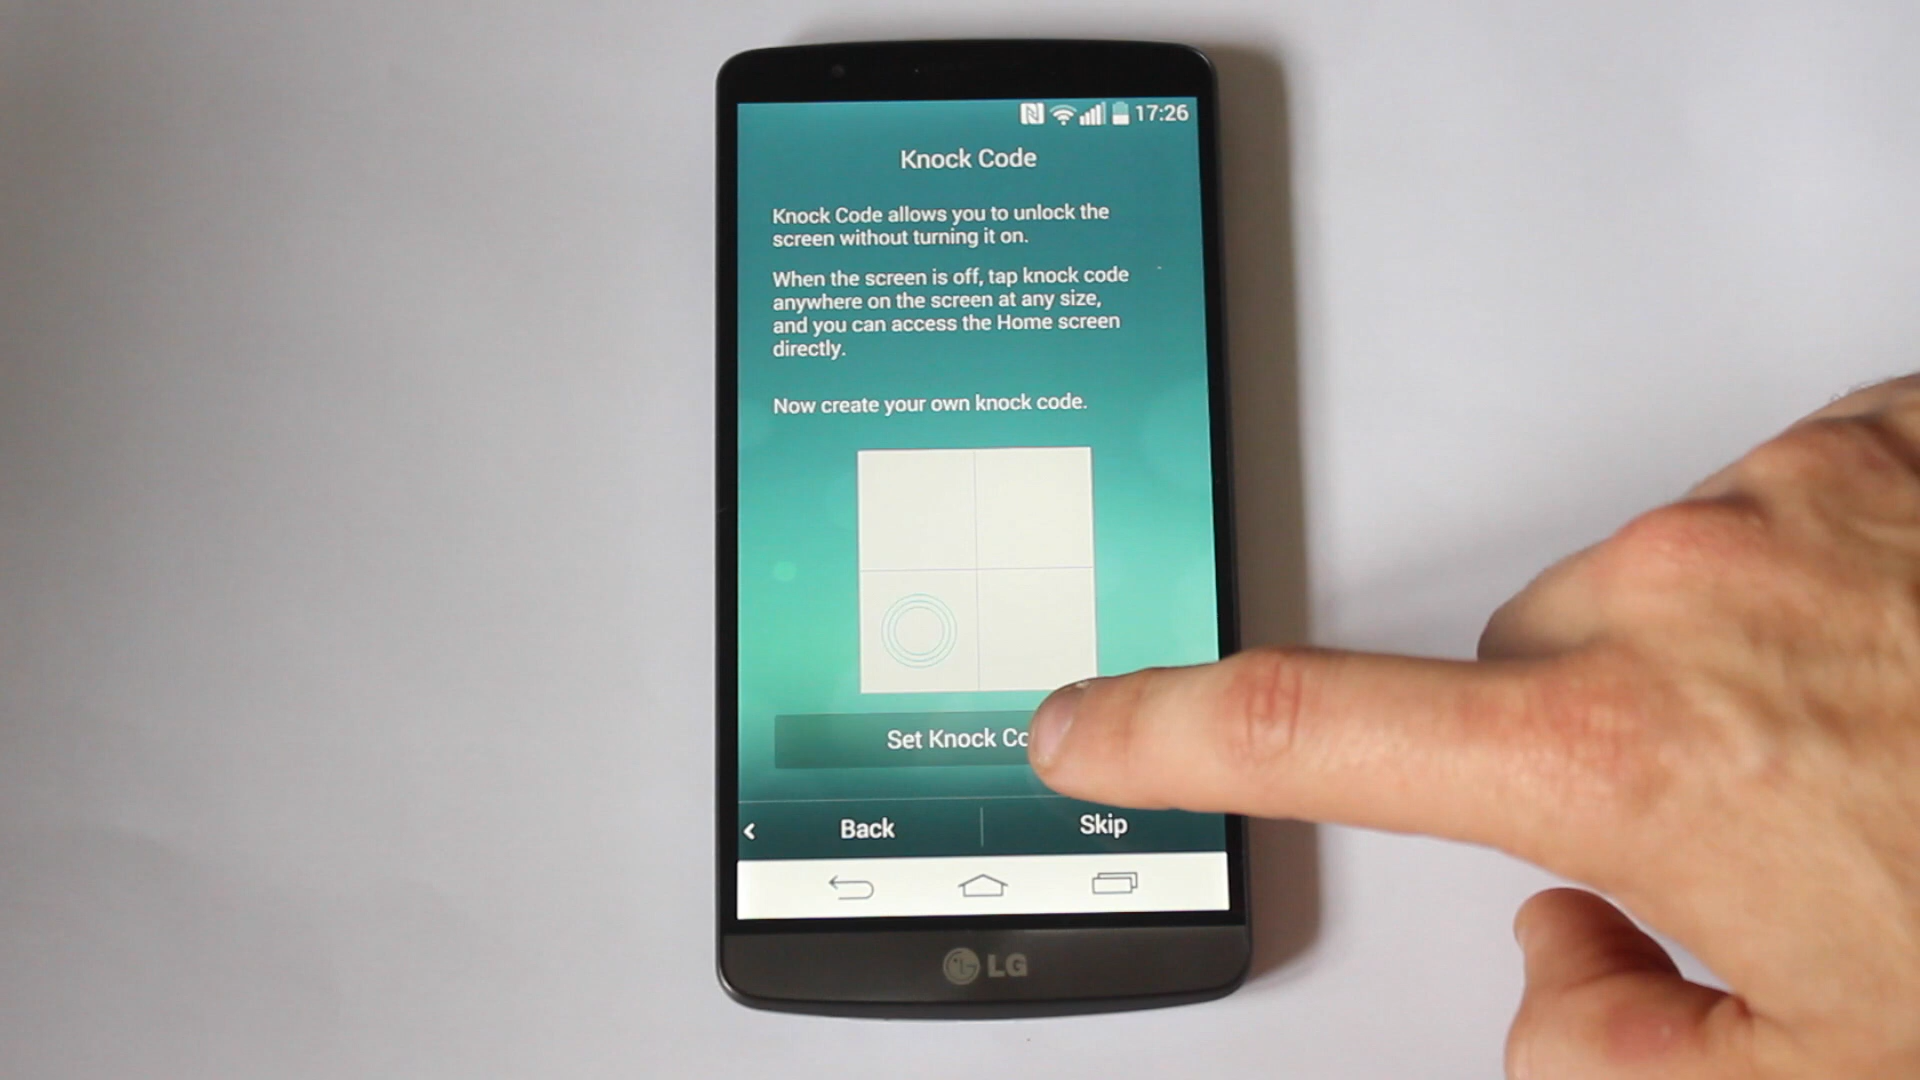 17:26
Knock Code
Knock Code allows you to unlock the
screen without turning it on.
When the screen is off, tap knock code
anywhere on the screen at any size,
and you can access the Home screen
directly.
Now create your own knock code.
Set Knock Co
Back
Skip
LG